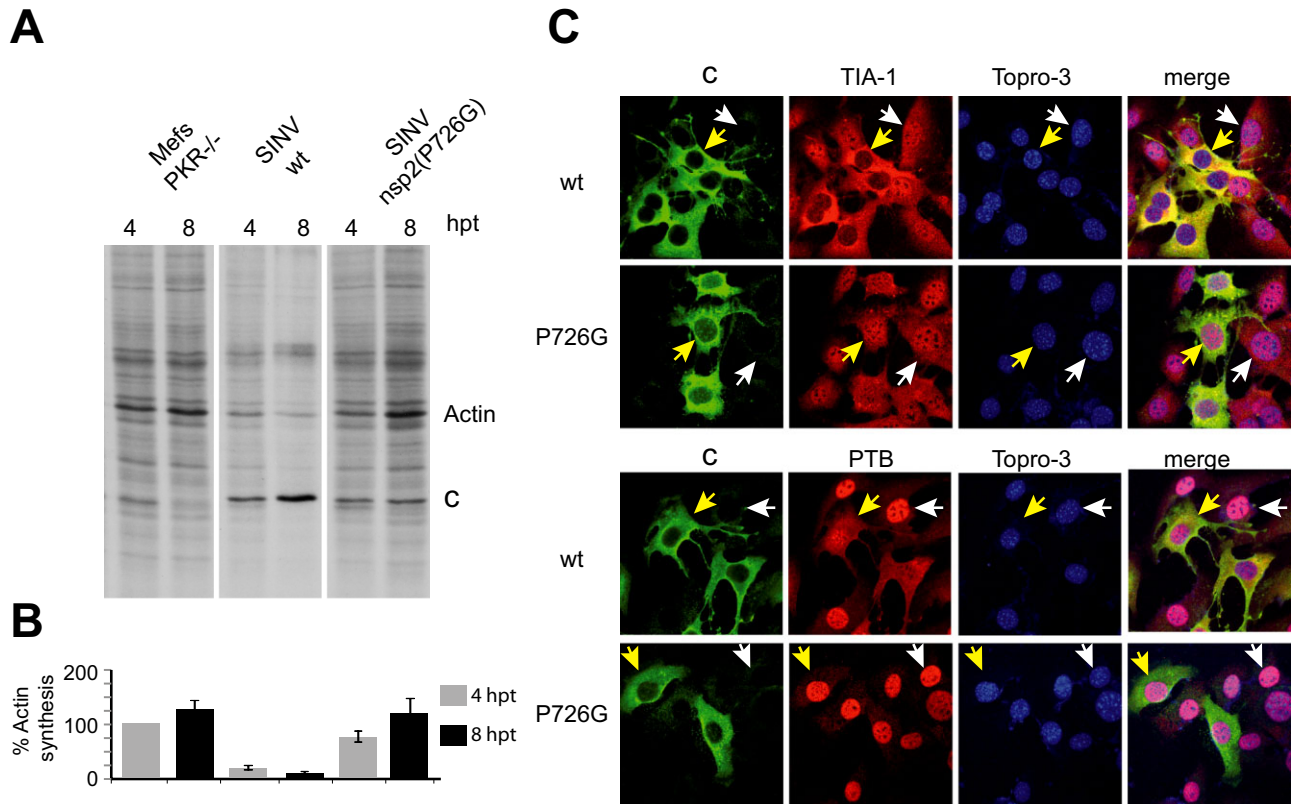 A
Mefs
PKR-/-
SINV
wt
SINV
nsp2(P726G)
4 8 4 8 4 8 hpt
Actin
C
B
% Actin
synthesis
200
100
0
4 hpt
8 hpt
C
C TIA-1 Topro-3 merge
wt
P726G
C PTB Topro-3 merge
wt
P726G